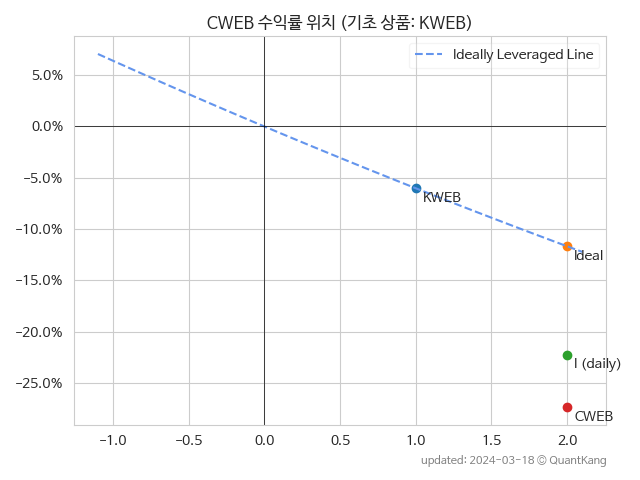 CWEB 수익률 위치 (기초 상품: KWEB)
Ideally Leveraged Line
5.0%
0.0%
−5.0%
−10.0%
−15.0%
−20.0%
−25.0%
KWEB
Ideal
I (daily)
CWEB
−1.0 −0.5 0.0 0.5 1.0 1.5 2.0
updated: 2024-03-18 ⓒ QuantKang